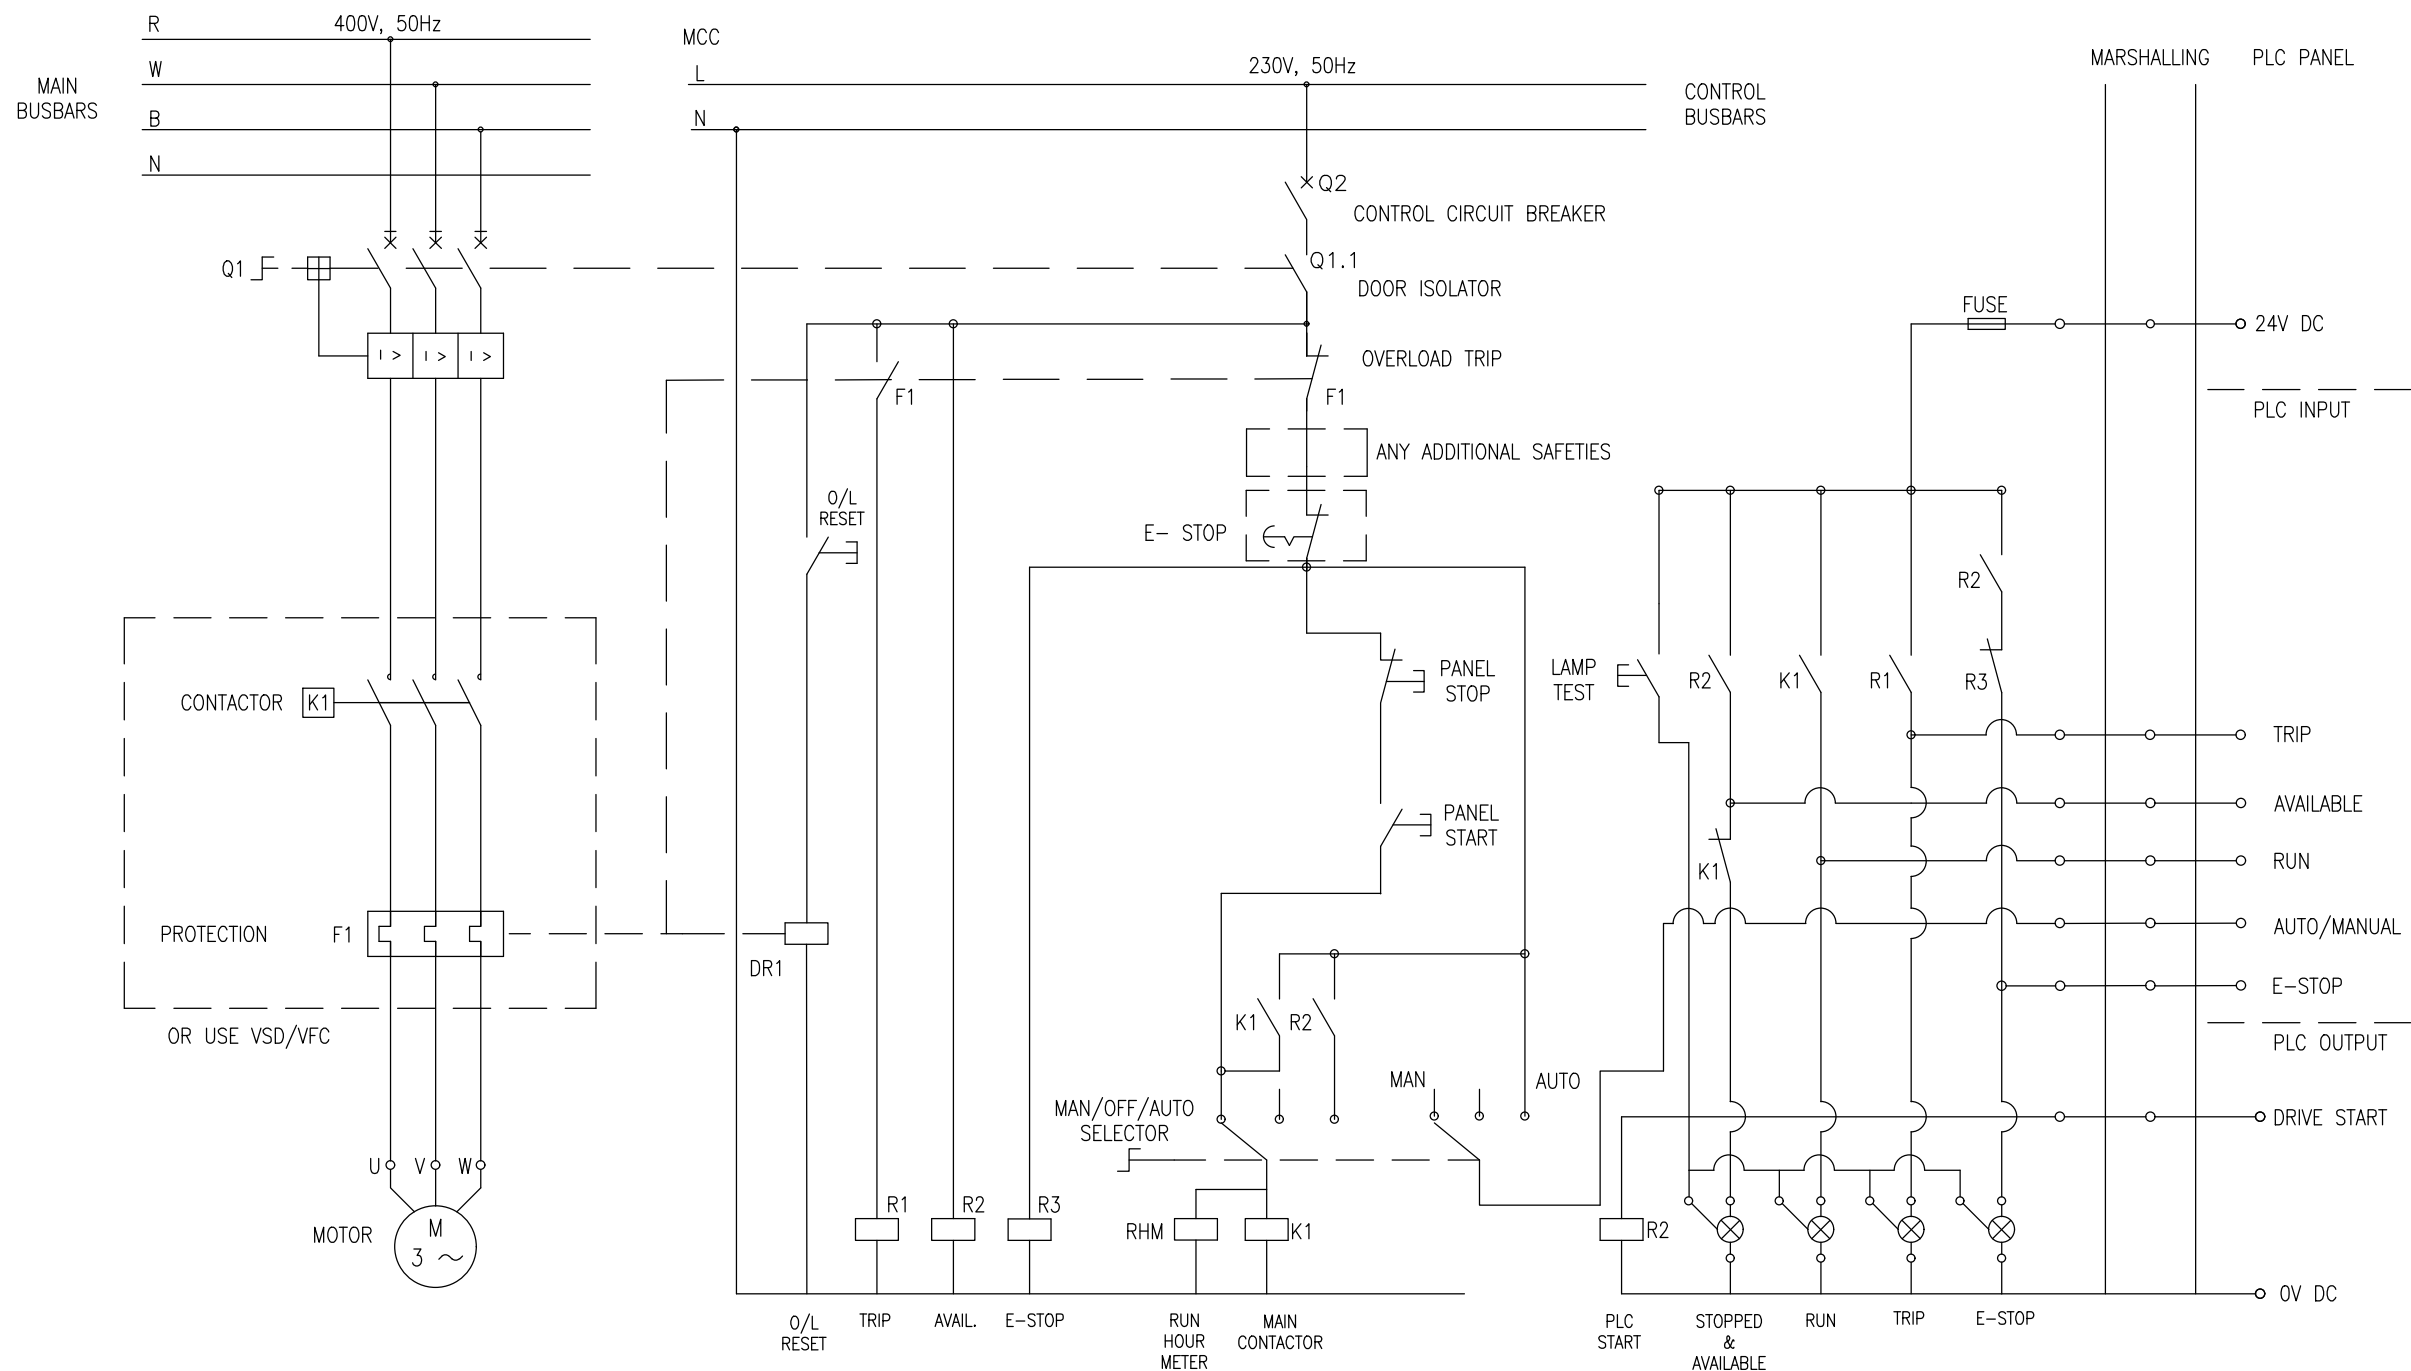 R
400V, 50Hz
W
MAIN
BUSBARS
B
N
MCC
L
230V, 50Hz
N
CONTROL
BUSBARS
MARSHALLING
PLC PANEL
Q2
CONTROL CIRCUIT BREAKER
Q1
Q1.1
DOOR ISOLATOR
FUSE
24V DC
I >
I >
I >
OVERLOAD TRIP
F1
F1
PLC INPUT
ANY ADDITIONAL SAFETIES
O/L
RESET
E- STOP
R2
CONTACTOR
K1
PANEL
STOP
LAMP
TEST
R2
K1
R1
R3
TRIP
AVAILABLE
PANEL
START
K1
RUN
PROTECTION
F1
DR1
AUTO/MANUAL
E-STOP
OR USE VSD/VFC
K1
R2
PLC OUTPUT
MAN
AUTO
MAN/OFF/AUTO
SELECTOR
DRIVE START
U
V
W
MOTOR
M
3
R1
R2
R3
RHM
K1
R2
0V DC
O/L
RESET
TRIP
AVAIL.
E-STOP
RUN
HOUR
METER
MAIN
CONTACTOR
PLC
START
STOPPED
&
AVAILABLE
RUN
TRIP
E-STOP